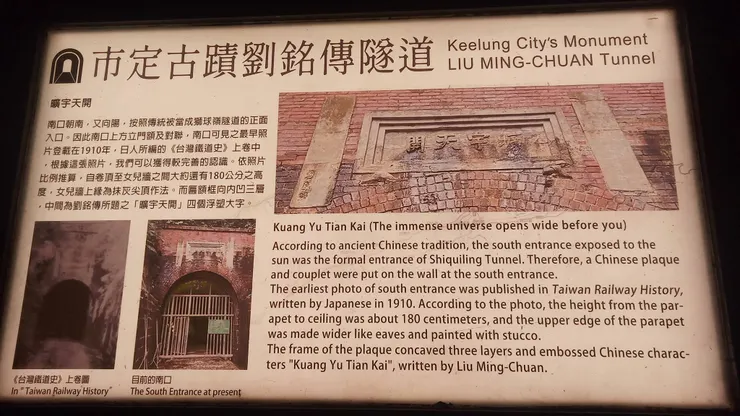 市定古蹟劉銘傳隧道
Keelung City's Monument
LIU MING-CHUAN Tunnel
曠宇天開
南口朝南，又向陽，按照傳統被當成獅球嶺隧道的正面
入口。因此南口上方立門額及對聯，南口可見之最早照
片登載在1910年，日人所編的《台灣鐵道史》上卷中
，根據這張照片，我們可以獲得較完善的認識。依照片
比例推算，自卷頂至女兒牆之間大約還有180公分之高
度，女兒牆上緣為抹灰尖頂作法。而匾額框向內凹三層
，中間為劉銘傳所題之「曠宇天開」四個浮塑大字。
開天宇
Kuang Yu Tian Kai (The immense universe opens wide before you)
According to ancient Chinese tradition, the south entrance exposed to the
sun was the formal entrance of Shiquiling Tunnel. Therefore, a Chinese plaque
and couplet were put on the wall at the south entrance.
The earliest photo of south entrance was published in Taiwan Railway History,
written by Japanese in 1910. According to the photo, the height from the par-
apet to ceiling was about 180 centimeters, and the upper edge of the parapet
was made wider like eaves and painted with stucco.
The frame of the plaque concaved three layers and embossed Chinese charac-
ters "Kuang Yu Tian Kai", written by Liu Ming-Chuan.
《台灣鐵道史》上卷圖
In "Taiwan Railway History"
目前的南口
The South Entrance at present